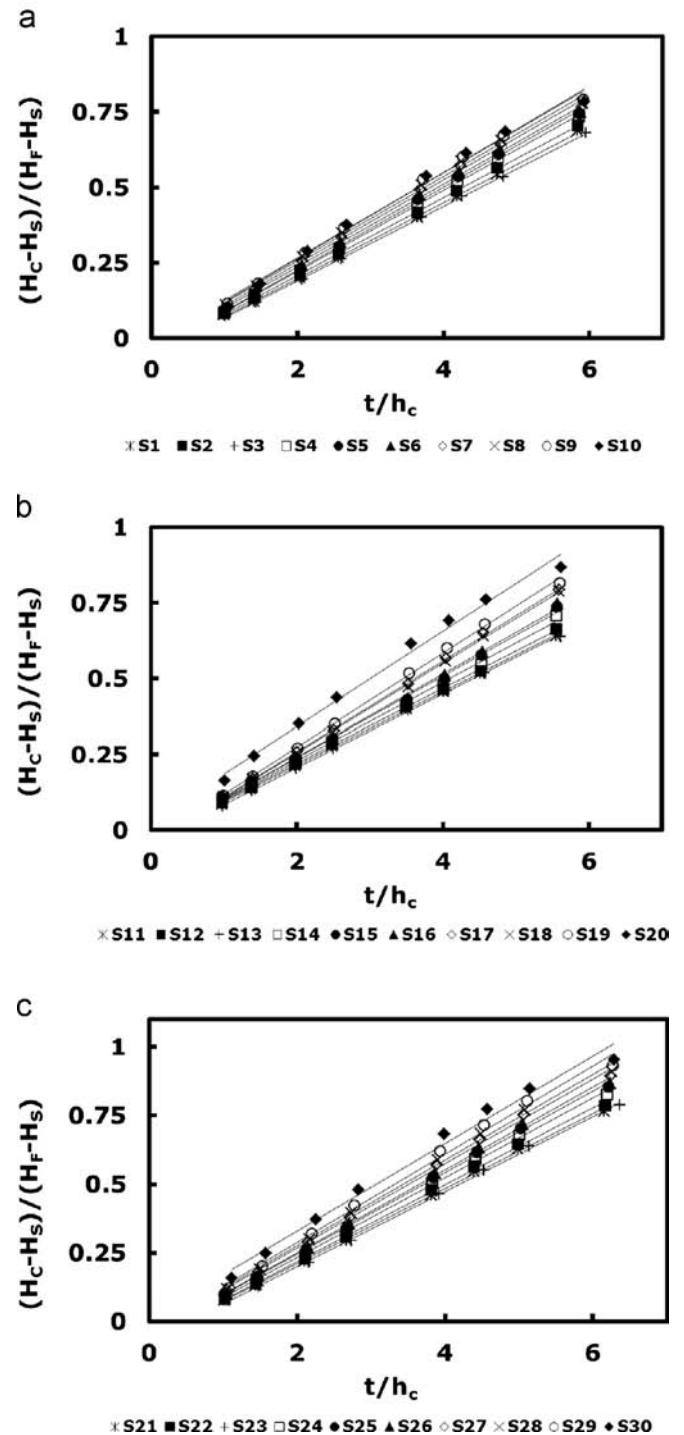 a
1
0.75
0.5
0.25
0
(H_C-H_S)/(H_F-H_S)
0 2 4 6
t/h_c
S1 S2 S3 S4 S5 S6 S7 S8 S9 S10
b
1
0.75
0.5
0.25
0
(H_C-H_S)/(H_F-H_S)
0 2 4 6
t/h_c
S11 S12 S13 S14 S15 S16 S17 S18 S19 S20
c
1
0.75
0.5
0.25
0
(H_C-H_S)/(H_F-H_S)
0 2 4 6
t/h_c
S21 S22 S23 S24 S25 S26 S27 S28 S29 S30